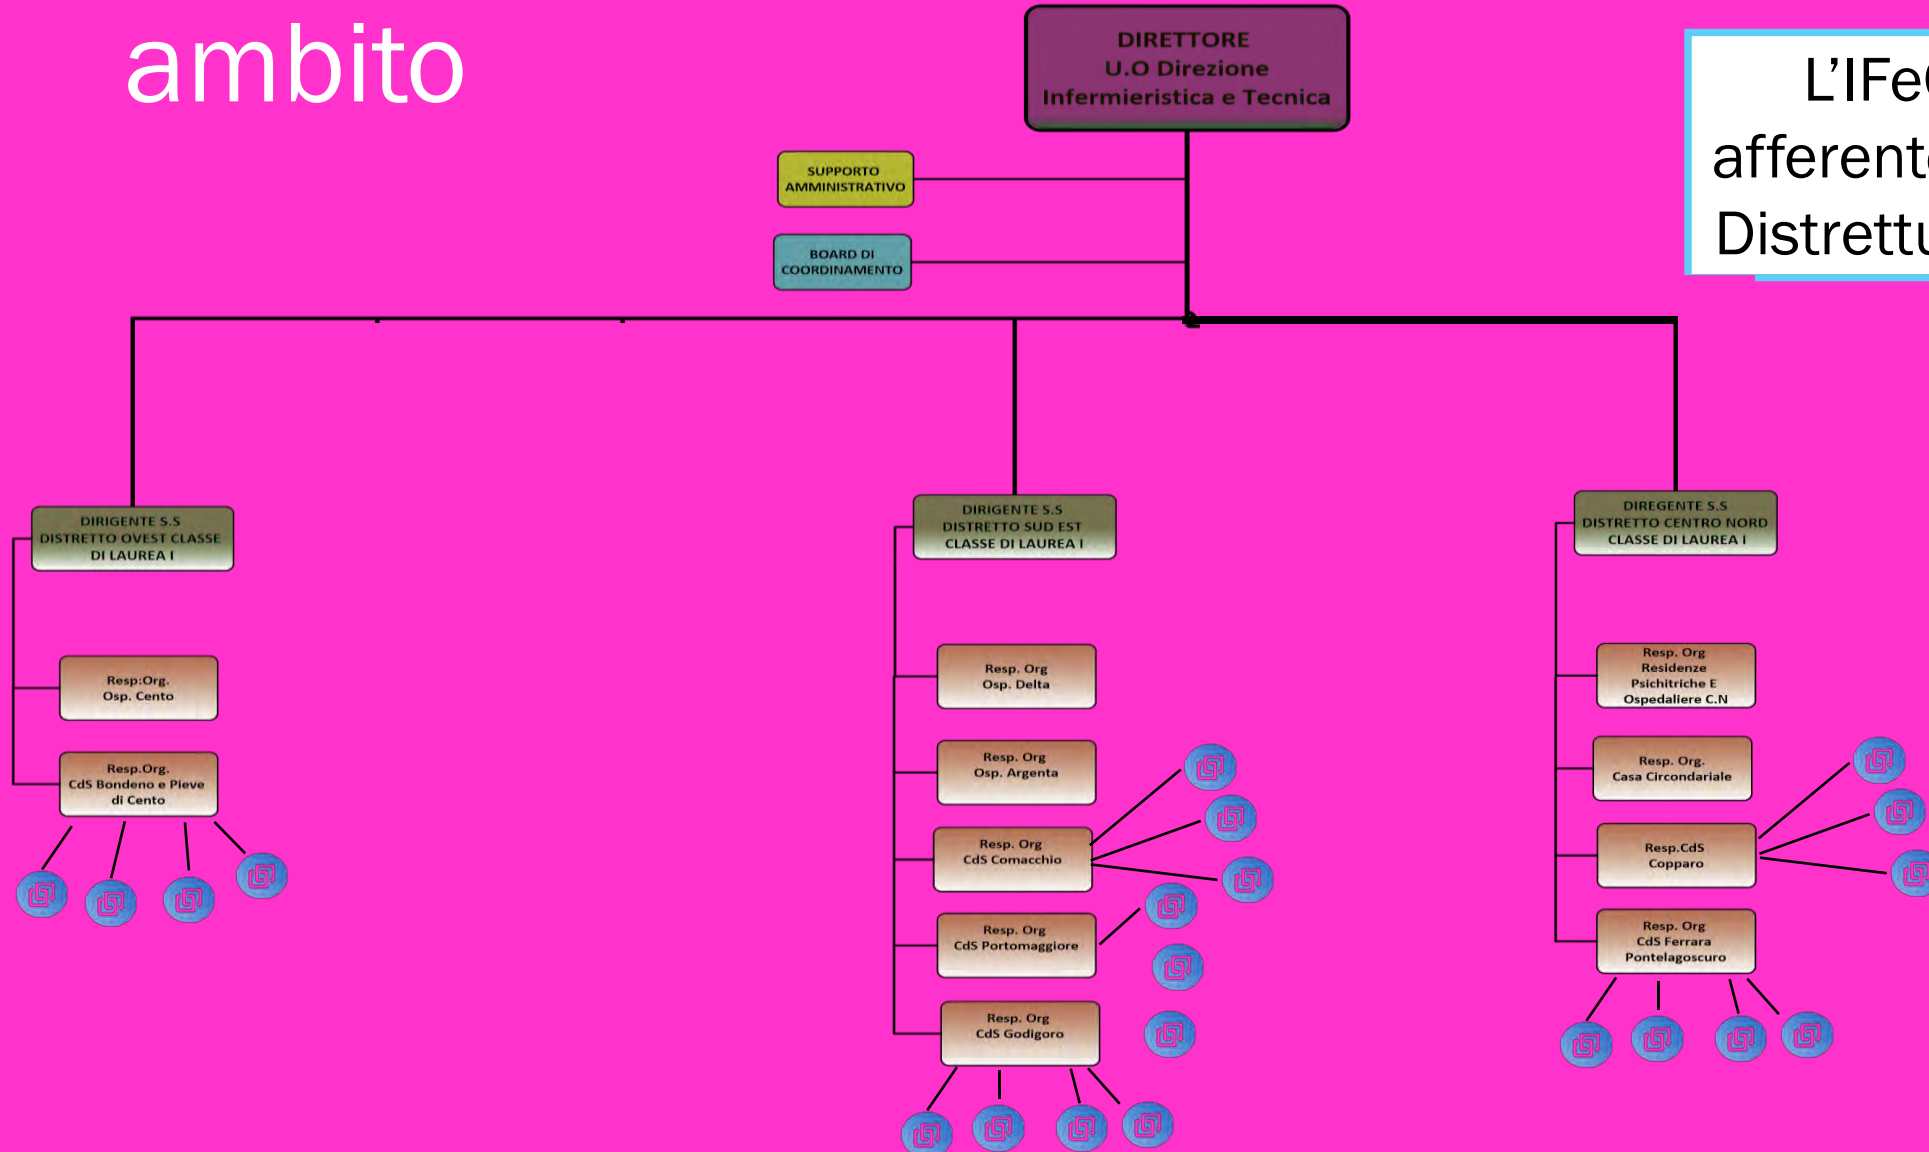 ambito
DIRETTORE
U.O Direzione
Infermieristica e Tecnica
L'IFe
afferent
Distrettu
SUPPORTO
AMMINISTRATIVO
BOARD DI
COORDINAMENTO
DIRIGENTE S.S
DISTRETTO OVEST CLASSE
DI LAUREA I
Resp:Org.
Osp. Cento
Resp.Org.
CdS Bondeno e Pieve
di Cento
DIRIGENTE S.S
DISTRETTO SUD EST
CLASSE DI LAUREA I
Resp. Org
Osp. Delta
Resp. Org
Osp. Argenta
Resp. Org
CdS Comacchio
Resp. Org
CdS Portomaggiore
Resp. Org
CdS Godigoro
DIREGENTE S.S
DISTRETTO CENTRO NORD
CLASSE DI LAUREA I
Resp. Org
Residenze
Psichitriche E
Ospedaliere C.N
Resp. Org.
Casa Circondariale
Resp.CdS
Copparo
Resp. Org
CdS Ferrara
Pontelagoscuro